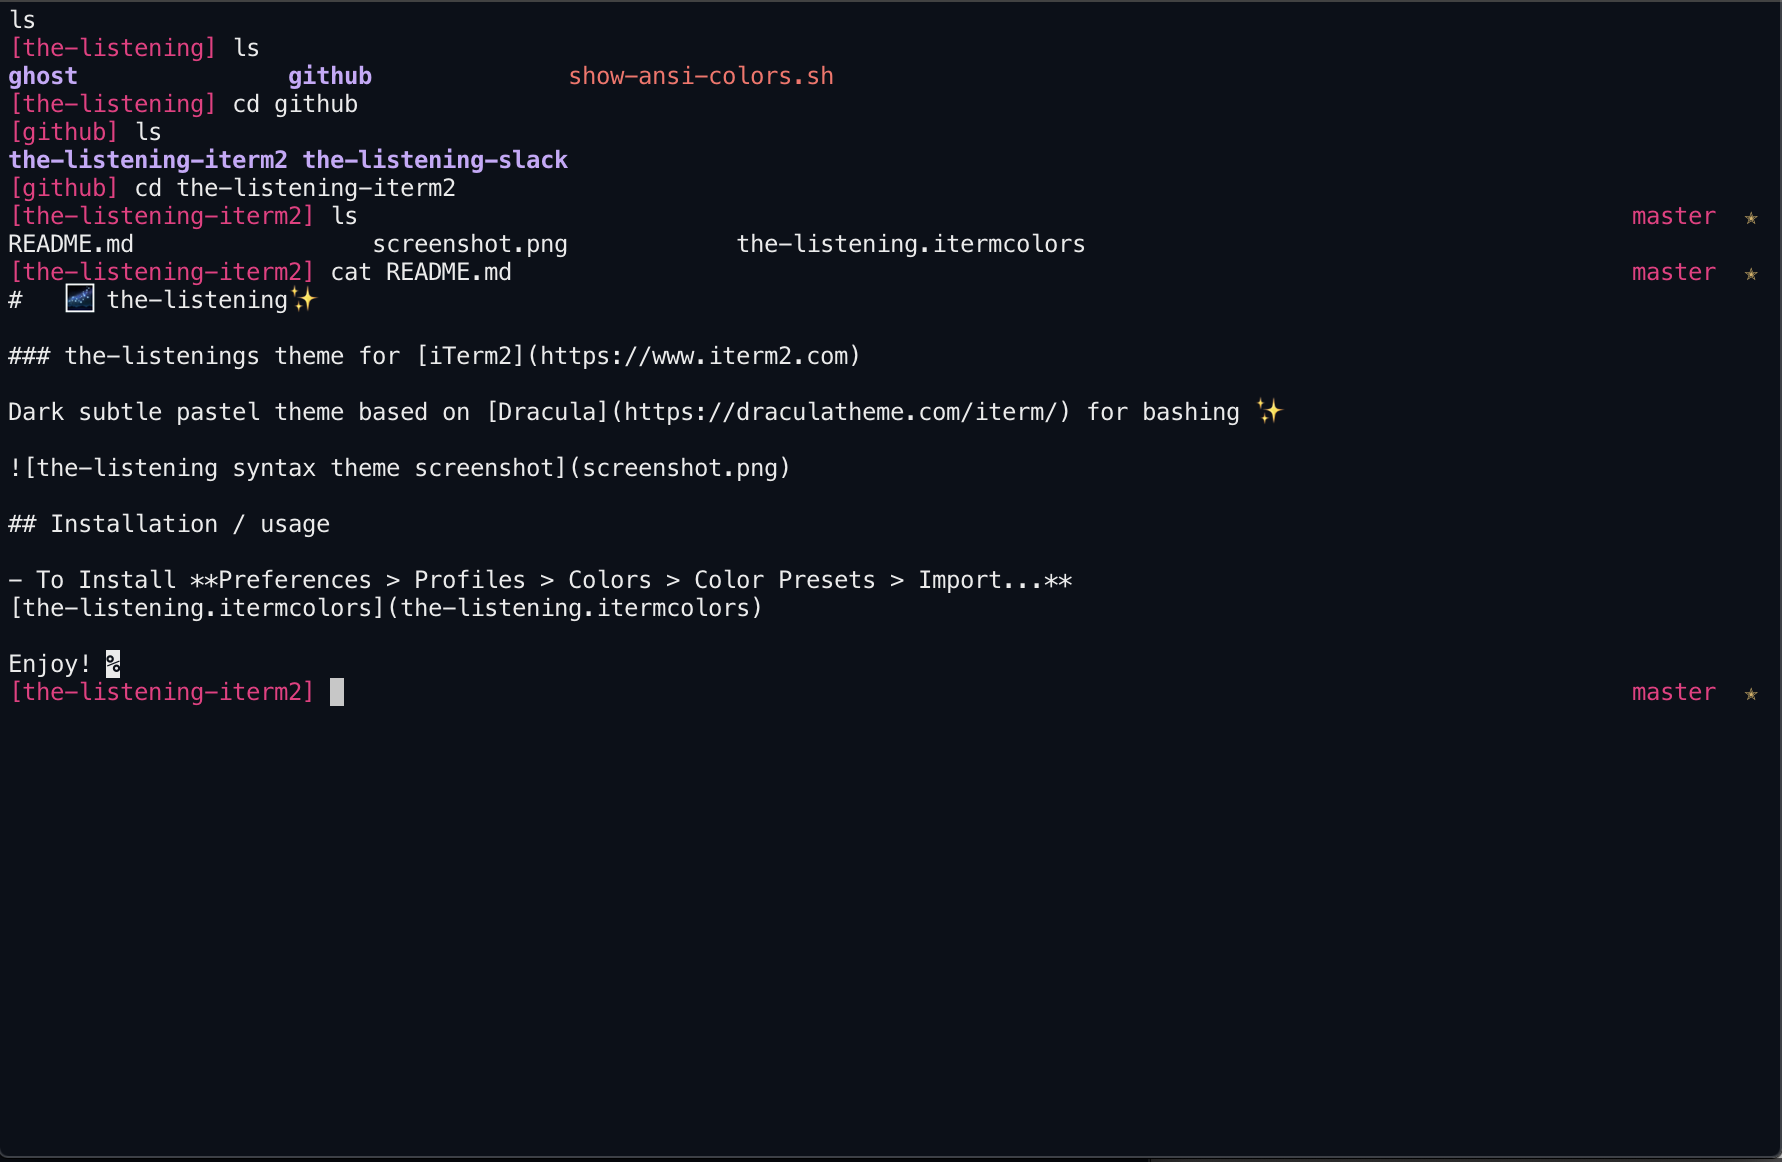 ls
[the-listening] ls
ghost               github              show-ansi-colors.sh
[the-listening] cd github
[github] ls
the-listening-iterm2 the-listening-slack
[github] cd the-listening-iterm2
[the-listening-iterm2] ls master ✭
README.md                 screenshot.png            the-listening.itermcolors
[the-listening-iterm2] cat README.md master ✭
#   🌌 the-listening✨
### the-listenings theme for [iTerm2](https://www.iterm2.com)
Dark subtle pastel theme based on [Dracula](https://draculatheme.com/iterm/) for bashing ✨
![the-listening syntax theme screenshot](screenshot.png)
## Installation / usage
- To Install **Preferences > Profiles > Colors > Color Presets > Import...**
[the-listening.itermcolors](the-listening.itermcolors)
Enjoy! %
[the-listening-iterm2] master ✭